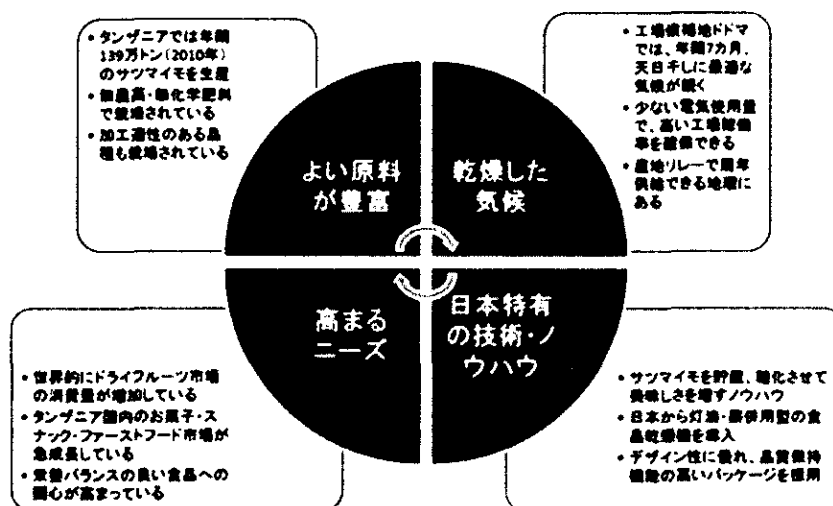 ・タンザニアでは年間
139万トン(2010年)
のサツマイモを生産
・無農薬・無化学肥料
で栽培されている
・加工適性のある品
種も栽培されている
・工場候補地ドドマ
では、年間7カ月、
天日干しに最適な
気候が続く
・少ない電気使用量
で、高い工場稼働
率を確保できる
・産地リレーで周年
供給できる地理に
ある
よい原料
が豊富
乾燥した
気候
高まる
ニーズ
日本特有
の技術・ノ
ウハウ
・世界的にドライフルーツ市場
の消費量が増加している
・タンザニア国内のお菓子・ス
ナック・ファーストフード市場が
急成長している
・栄養バランスの良い食品への
関心が高まっている
・サツマイモを貯蔵、糖化させて
美味しさを増すノウハウ
・日本から灯油・薪併用型の食
品乾燥機を導入
・デザイン性に優れ、品質保持
機能の高いパッケージを採用